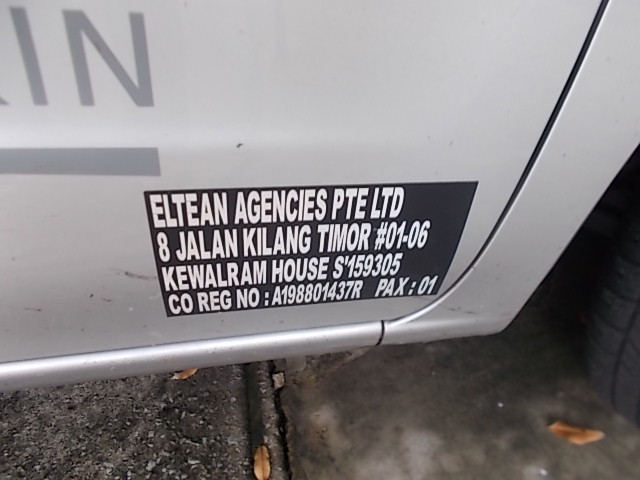 KIN
ELTEAN AGENCIES PTE LTD
8 JALAN KILANG TIMOR #01-06
KEWALRAM HOUSE S'159305
CO REG NO : A198801437R PAX : 01